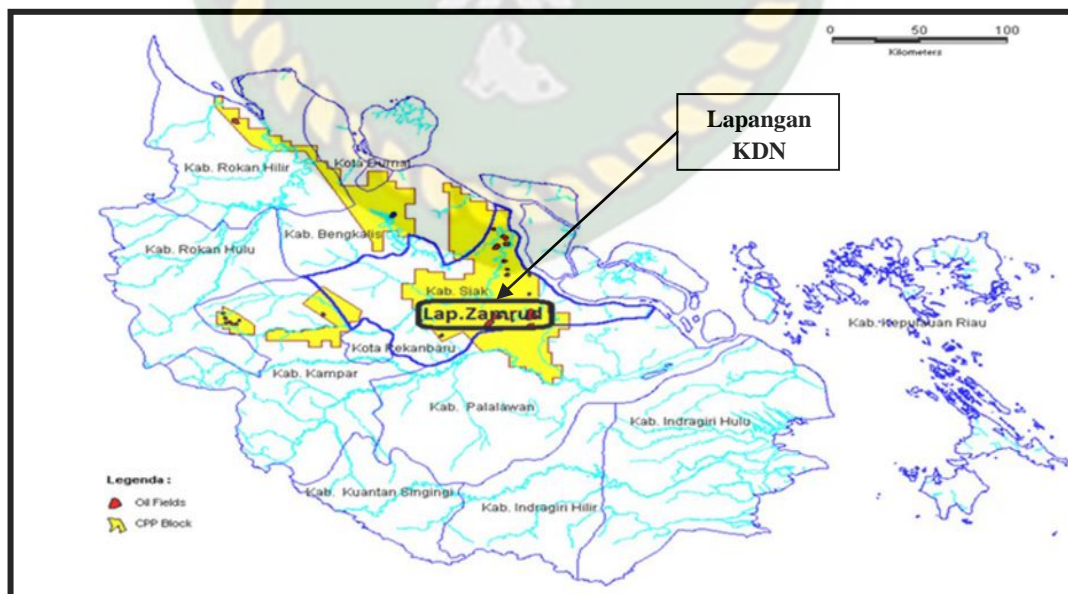 0 50 100
Kilometers
Lapangan
KDN
Kab. Rokan Hilir
Kota Dumai
Kab. Rokan Hulu
Kab. Bengkalis
Kab. Siak
Lap.Zamrud
Kab. Kepulauan Riau
Kota Pekanbaru
Kab. Kampar
Kab. Palalawan
Kab. Indragiri Hulu
Legenda :
Oil Fields
CPP Block
Kab. Kuantan Singingi
Kab. Indragiri Hilir